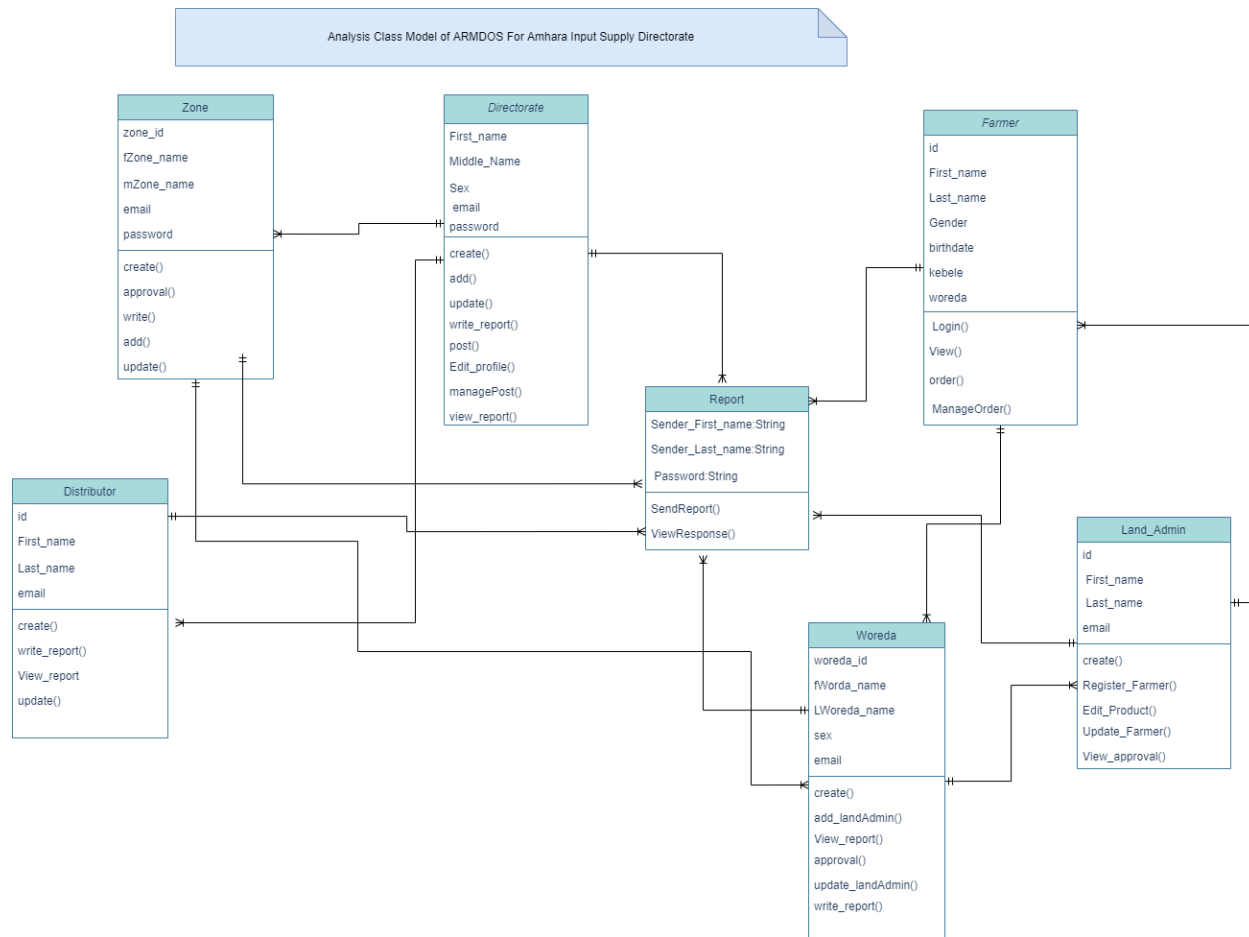 Analysis Class Model of ARMDOS For Amhara Input Supply Directorate
Zone
zone_id
fZone_name
mZone_name
email
password
create()
approval()
write()
add()
update()
Directorate
First_name
Middle_Name
Sex
email
password
create()
add()
update()
write_report()
post()
Edit_profile()
managePost()
view_report()
Farmer
id
First_name
Last_name
Gender
birthdate
kebele
woreda
Login()
View()
order()
ManageOrder()
Report
Sender_First_name:String
Sender_Last_name:String
Password:String
SendReport()
ViewResponse()
Distributor
id
First_name
Last_name
email
create()
write_report()
View_report
update()
Land_Admin
id
First_name
Last_name
email
create()
Register_Farmer()
Edit_Product()
Update_Farmer()
View_approval()
Woreda
woreda_id
fWorda_name
LWoreda_name
sex
email
create()
add_landAdmin()
View_report()
approval()
update_landAdmin()
write_report()